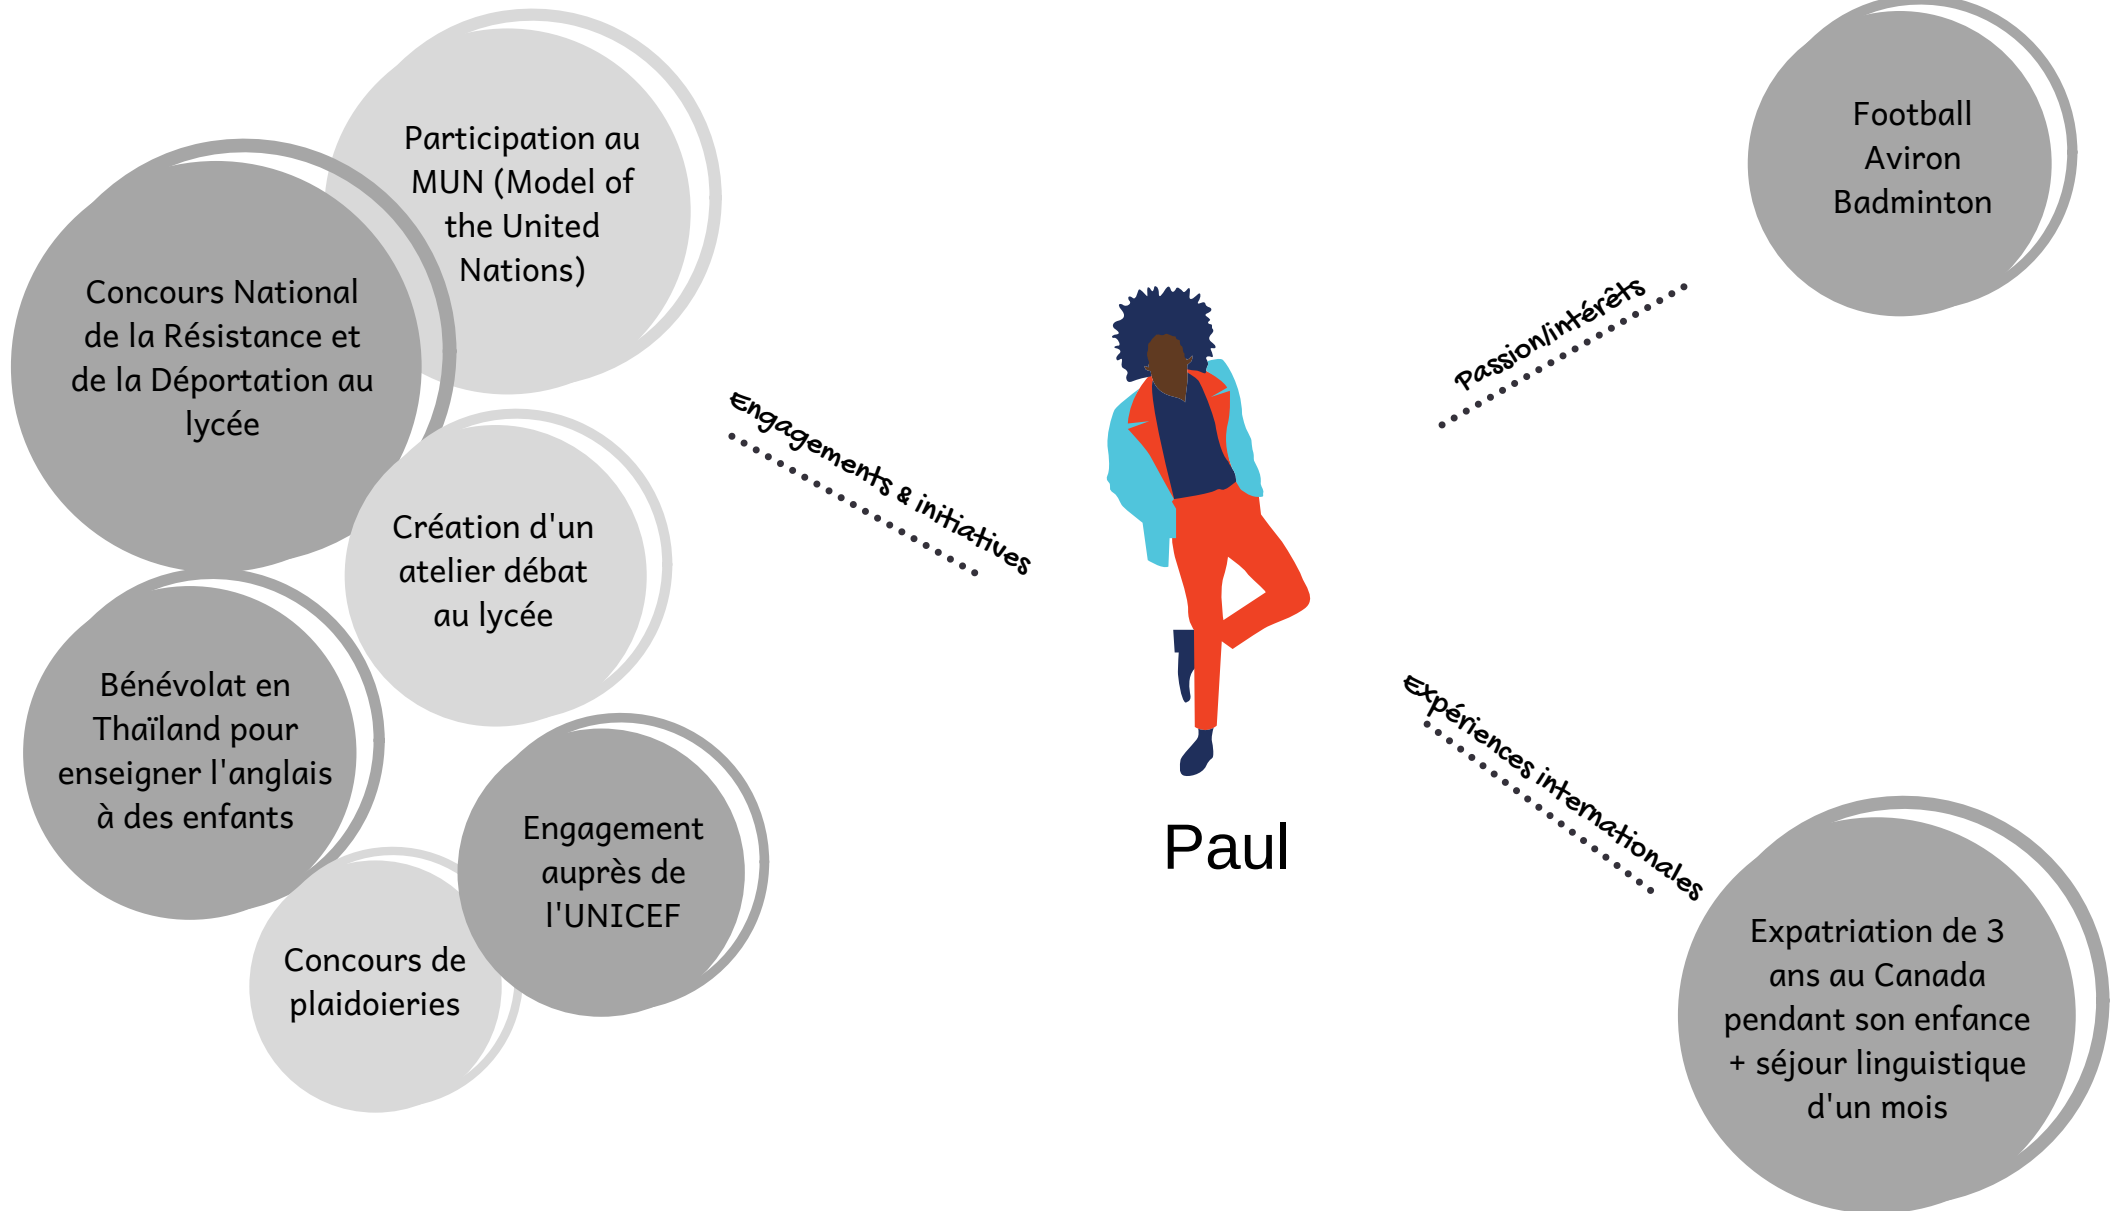 Participation au
MUN (Model of
the United
Nations)
Concours National
de la Résistance et
de la Déportation au
lycée
Création d'un
atelier débat
au lycée
Bénévolat en
Thaïland pour
enseigner l'anglais
à des enfants
Engagement
auprès de
l'UNICEF
Concours de
plaidoieries
Engagements & initiatives
Paul
Passion/intérêts
Football
Aviron
Badminton
Expériences internationales
Expatriation de 3
ans au Canada
pendant son enfance
+ séjour linguistique
d'un mois